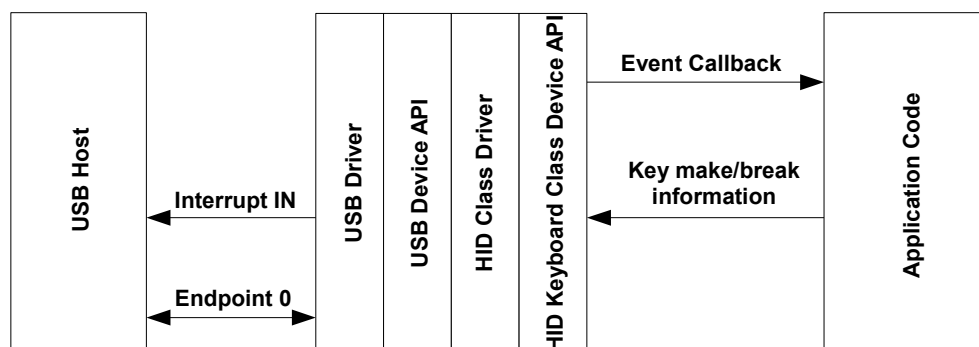 USB Host
Interrupt IN
Endpoint 0
USB Driver
USB Device API
HID Class Driver
HID Keyboard Class Device API
Event Callback
Key make/break
information
Application Code